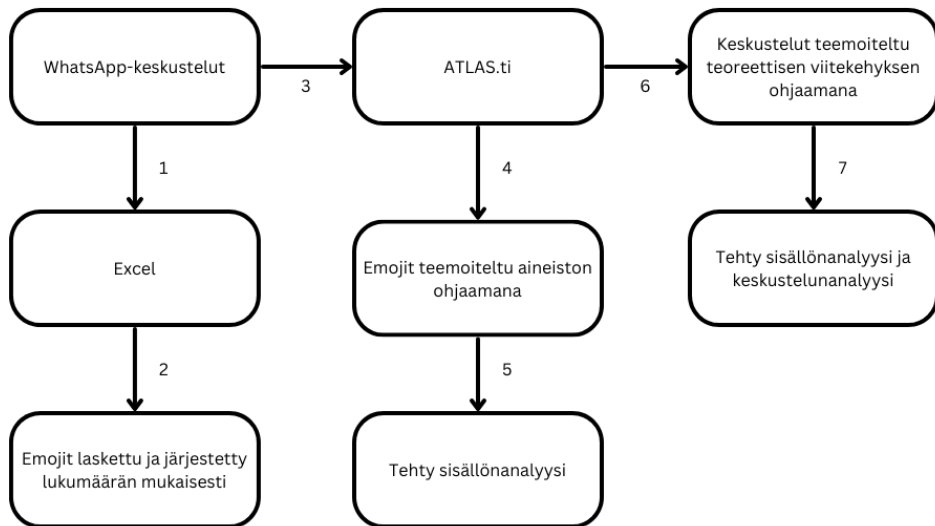 WhatsApp-keskustelut
3
ATLAS.ti
6
Keskustelut teemoiteltu
teoreettisen viitekehyksen
ohjaamana
1
4
7
Excel
Emojit teemoiteltu aineiston
ohjaamana
Tehty sisällönanalyysi ja
keskustelunanalyysi
2
5
Emojit laskettu ja järjestetty
lukumäärän mukaisesti
Tehty sisällönanalyysi